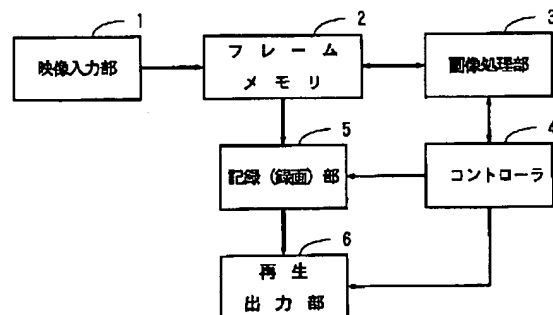 1
映像入力部
2
フレーム
メモリ
3
画像処理部
4
コントローラ
5
記録(録画)部
6
再生
出力部